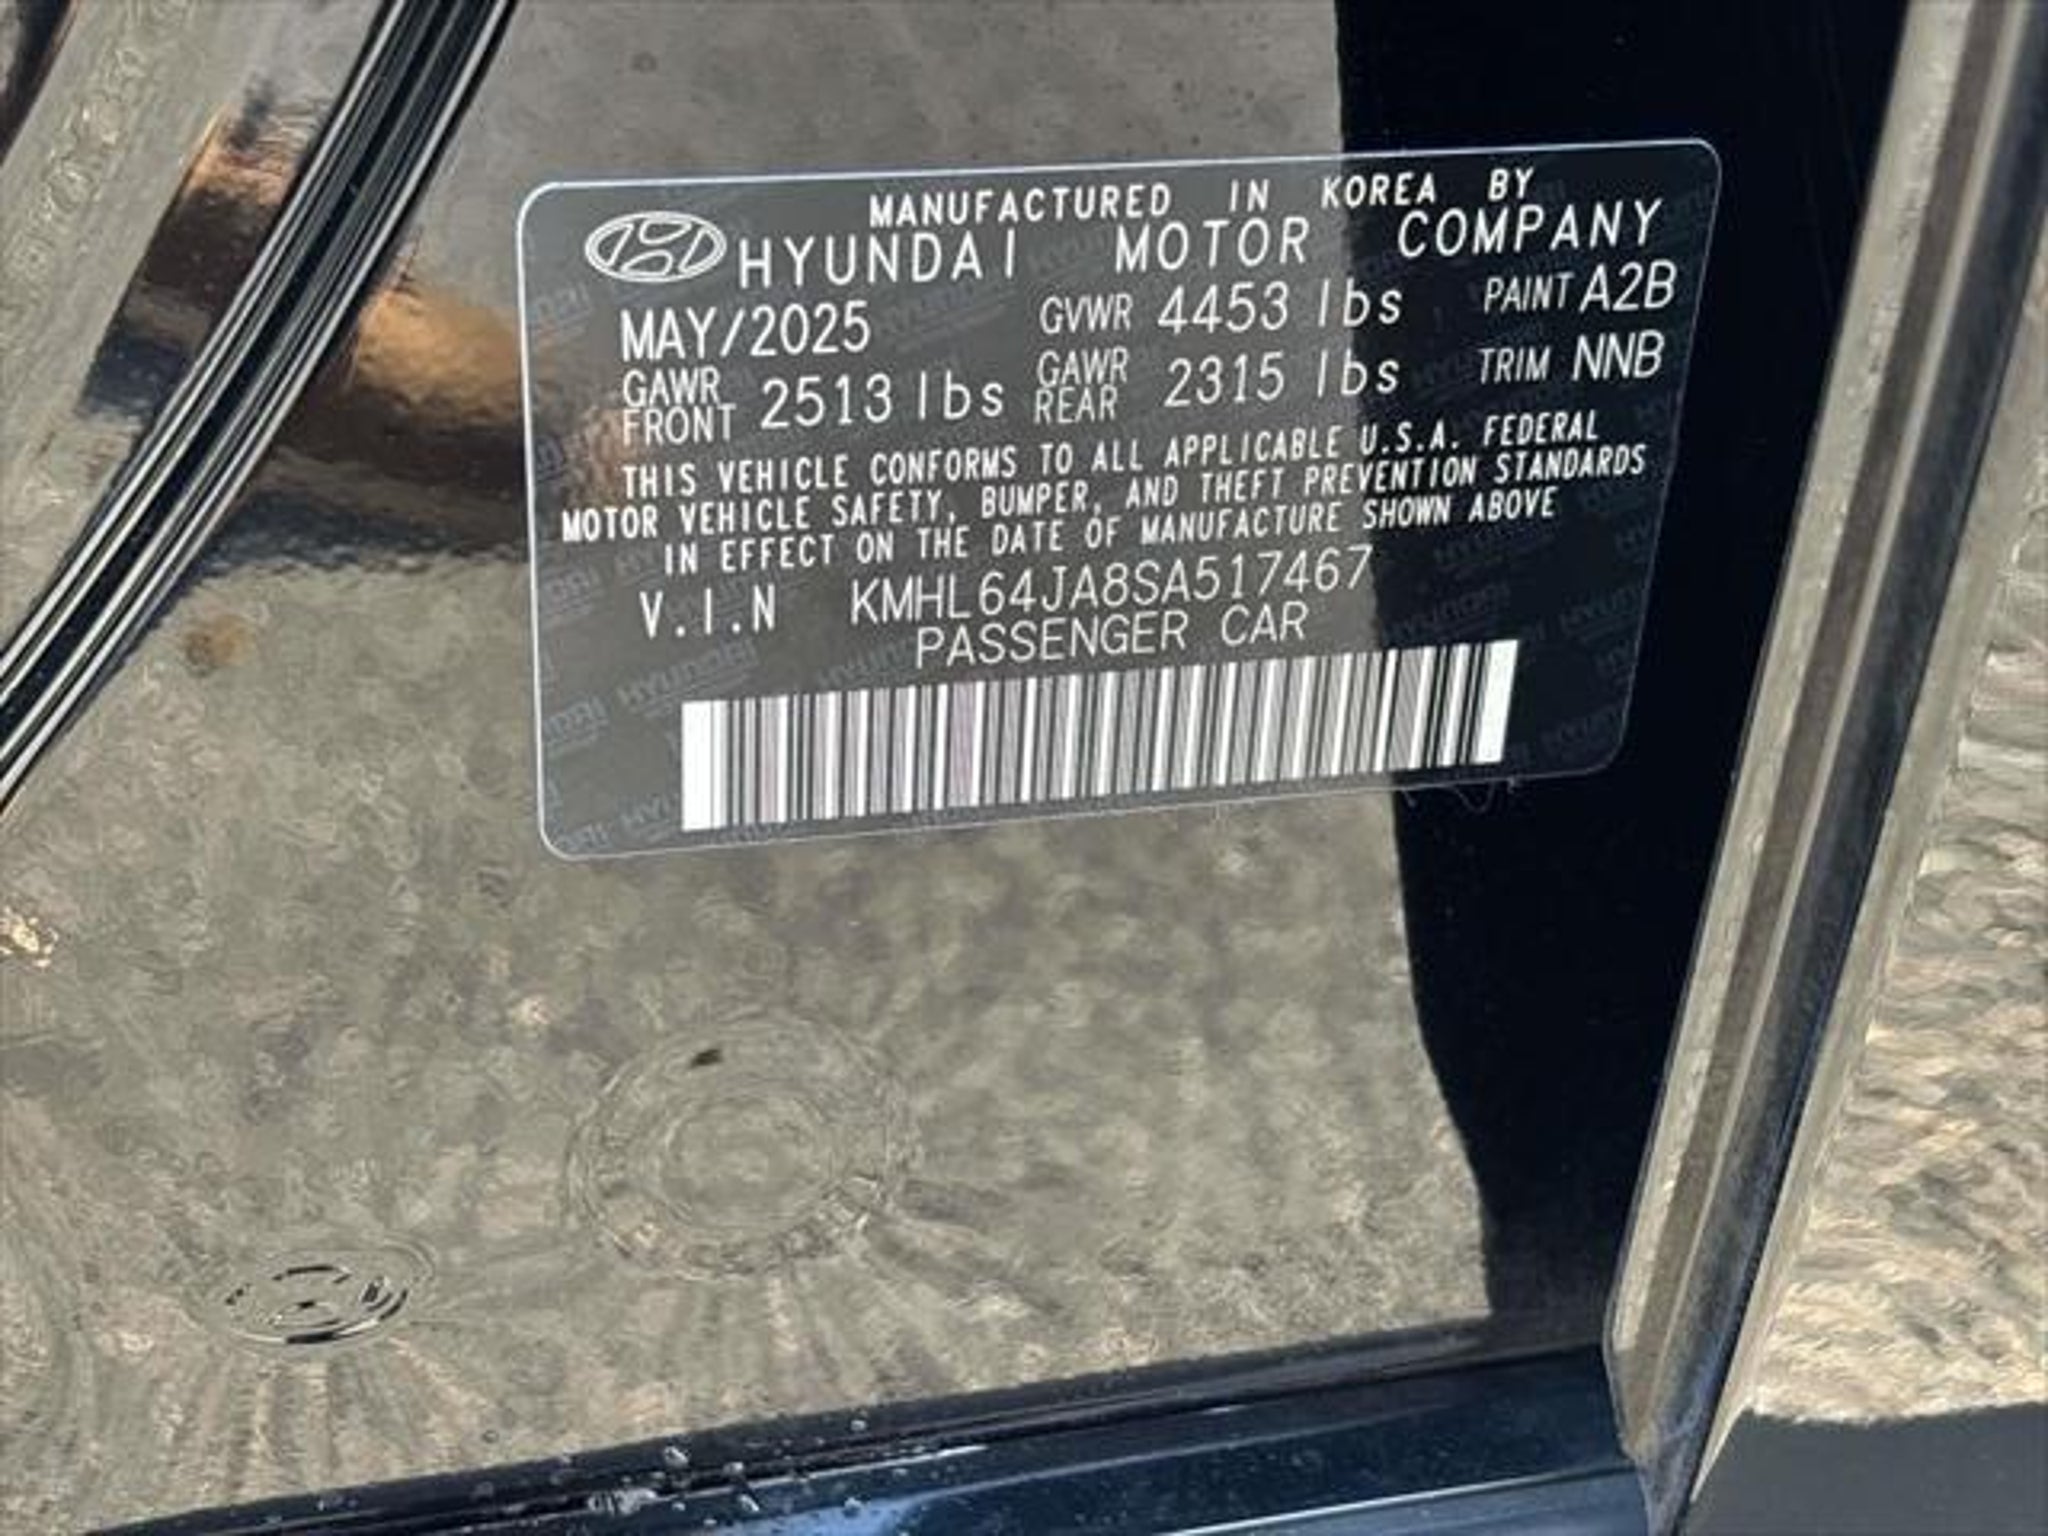 MANUFACTURED IN KOREA BY
HYUNDAI MOTOR COMPANY
MAY/2025 GVWR 4453 lbs PAINT A2B
GAWR FRONT 2513 lbs GAWR REAR 2315 lbs TRIM NNB
THIS VEHICLE CONFORMS TO ALL APPLICABLE U.S.A. FEDERAL
MOTOR VEHICLE SAFETY, BUMPER, AND THEFT PREVENTION STANDARDS
IN EFFECT ON THE DATE OF MANUFACTURE SHOWN ABOVE
V.I.N KMHL64JA8SA517467
PASSENGER CAR